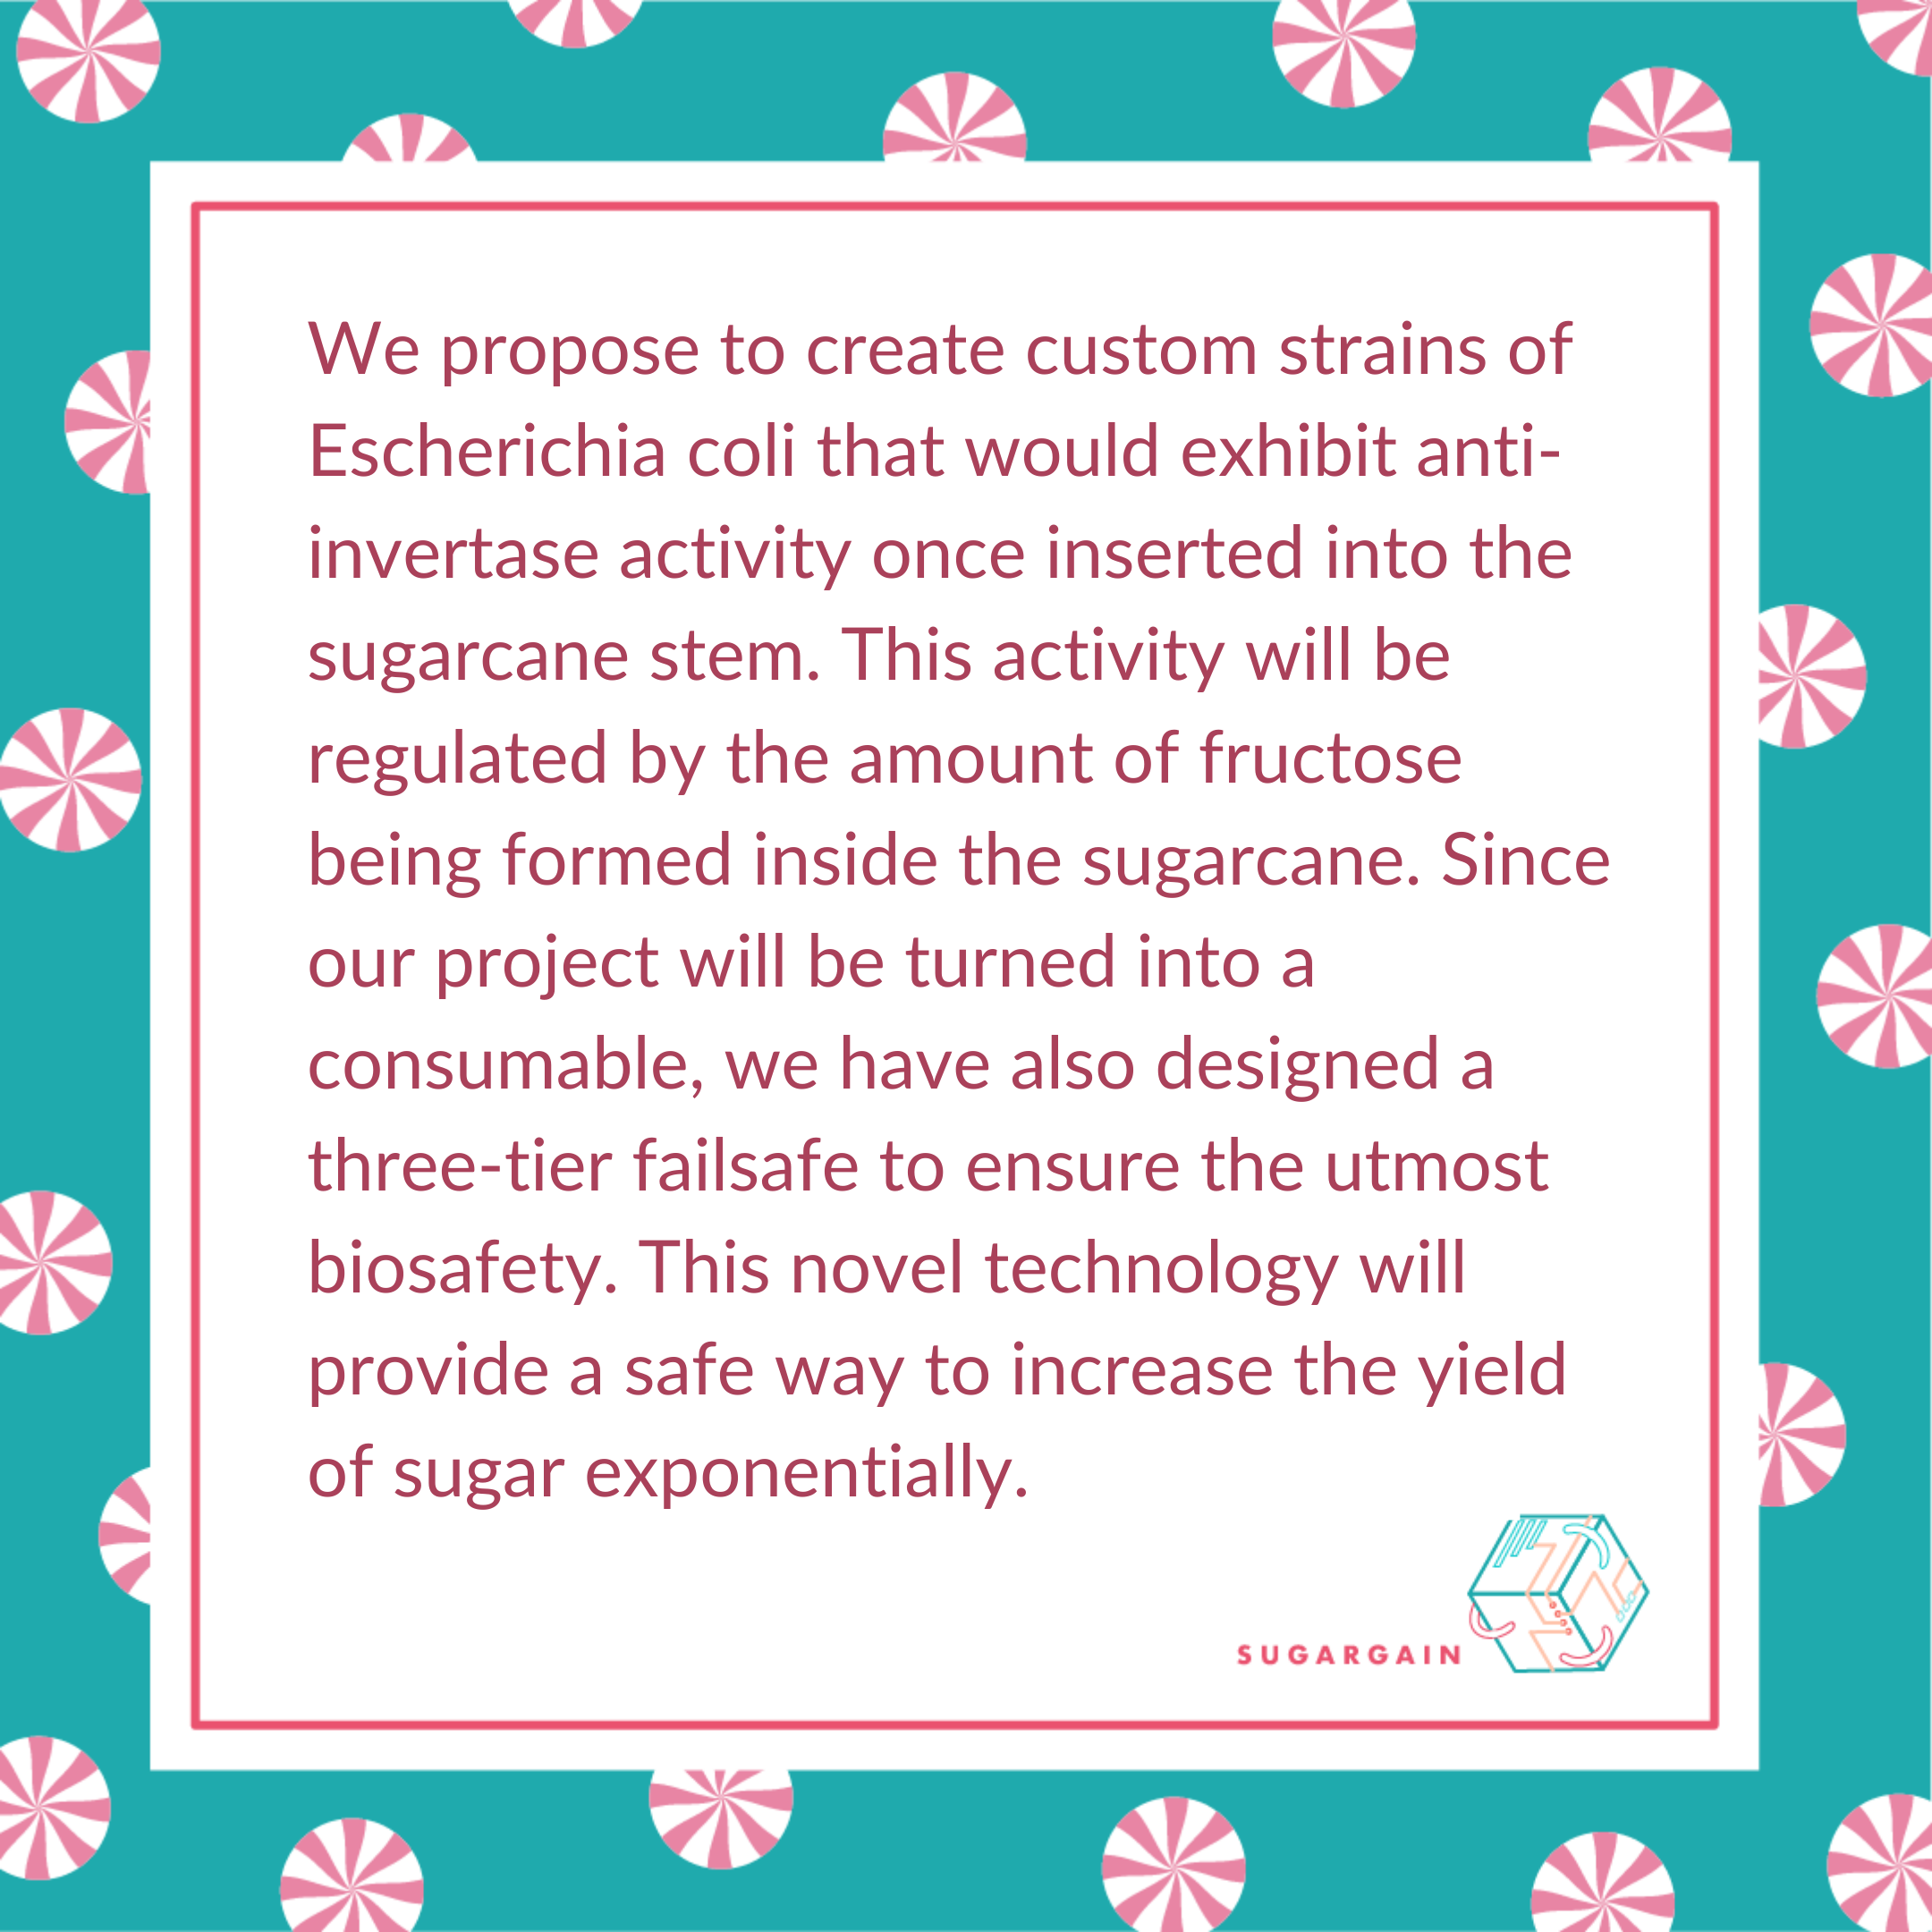 We propose to create custom strains of
Escherichia coli that would exhibit anti-
invertase activity once inserted into the
sugarcane stem. This activity will be
regulated by the amount of fructose
being formed inside the sugarcane. Since
our project will be turned into a
consumable, we have also designed a
three-tier failsafe to ensure the utmost
biosafety. This novel technology will
provide a safe way to increase the yield
of sugar exponentially.
SUGARGAIN